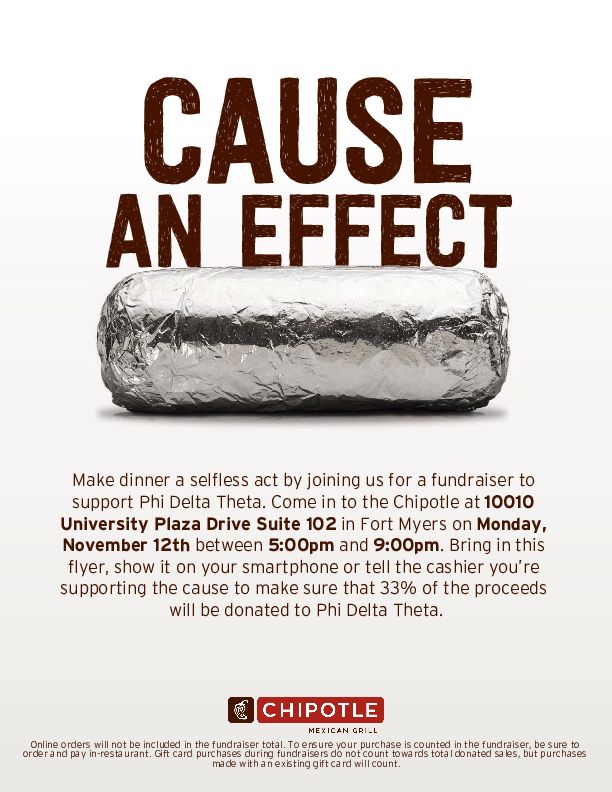 CAUSE
AN EFFECT
Make dinner a selfless act by joining us for a fundraiser to
support Phi Delta Theta. Come in to the Chipotle at 10010
University Plaza Drive Suite 102 in Fort Myers on Monday,
November 12th between 5:00pm and 9:00pm. Bring in this
flyer, show it on your smartphone or tell the cashier you're
supporting the cause to make sure that 33% of the proceeds
will be donated to Phi Delta Theta.
CHIPOTLE
MEXICAN GRILL
Online orders will not be included in the fundraiser total. To ensure your purchase is counted in the fundraiser, be sure to
order and pay in-restaurant. Gift card purchases during fundraisers do not count towards total donated sales, but purchases
made with an existing gift card will count.